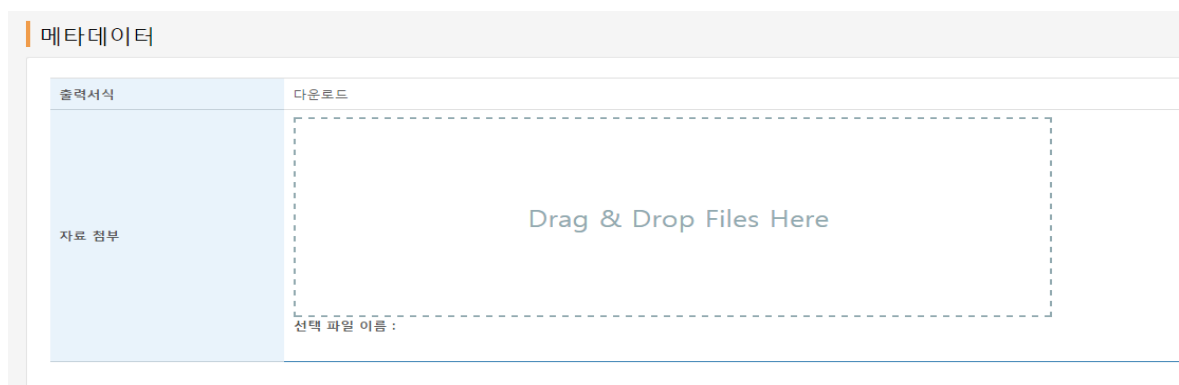 메타데이터
출력서식
다운로드
Drag & Drop Files Here
자료 첨부
선택 파일 이름 :